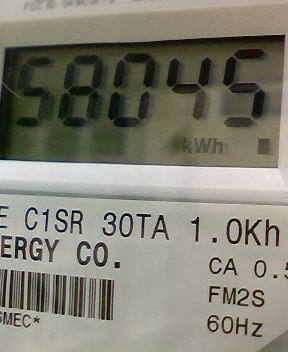 58045
kWh
E C1SR 30TA 1.0Kh
ERGY CO.
CA 0.5
FM2S
SMEC*
60Hz